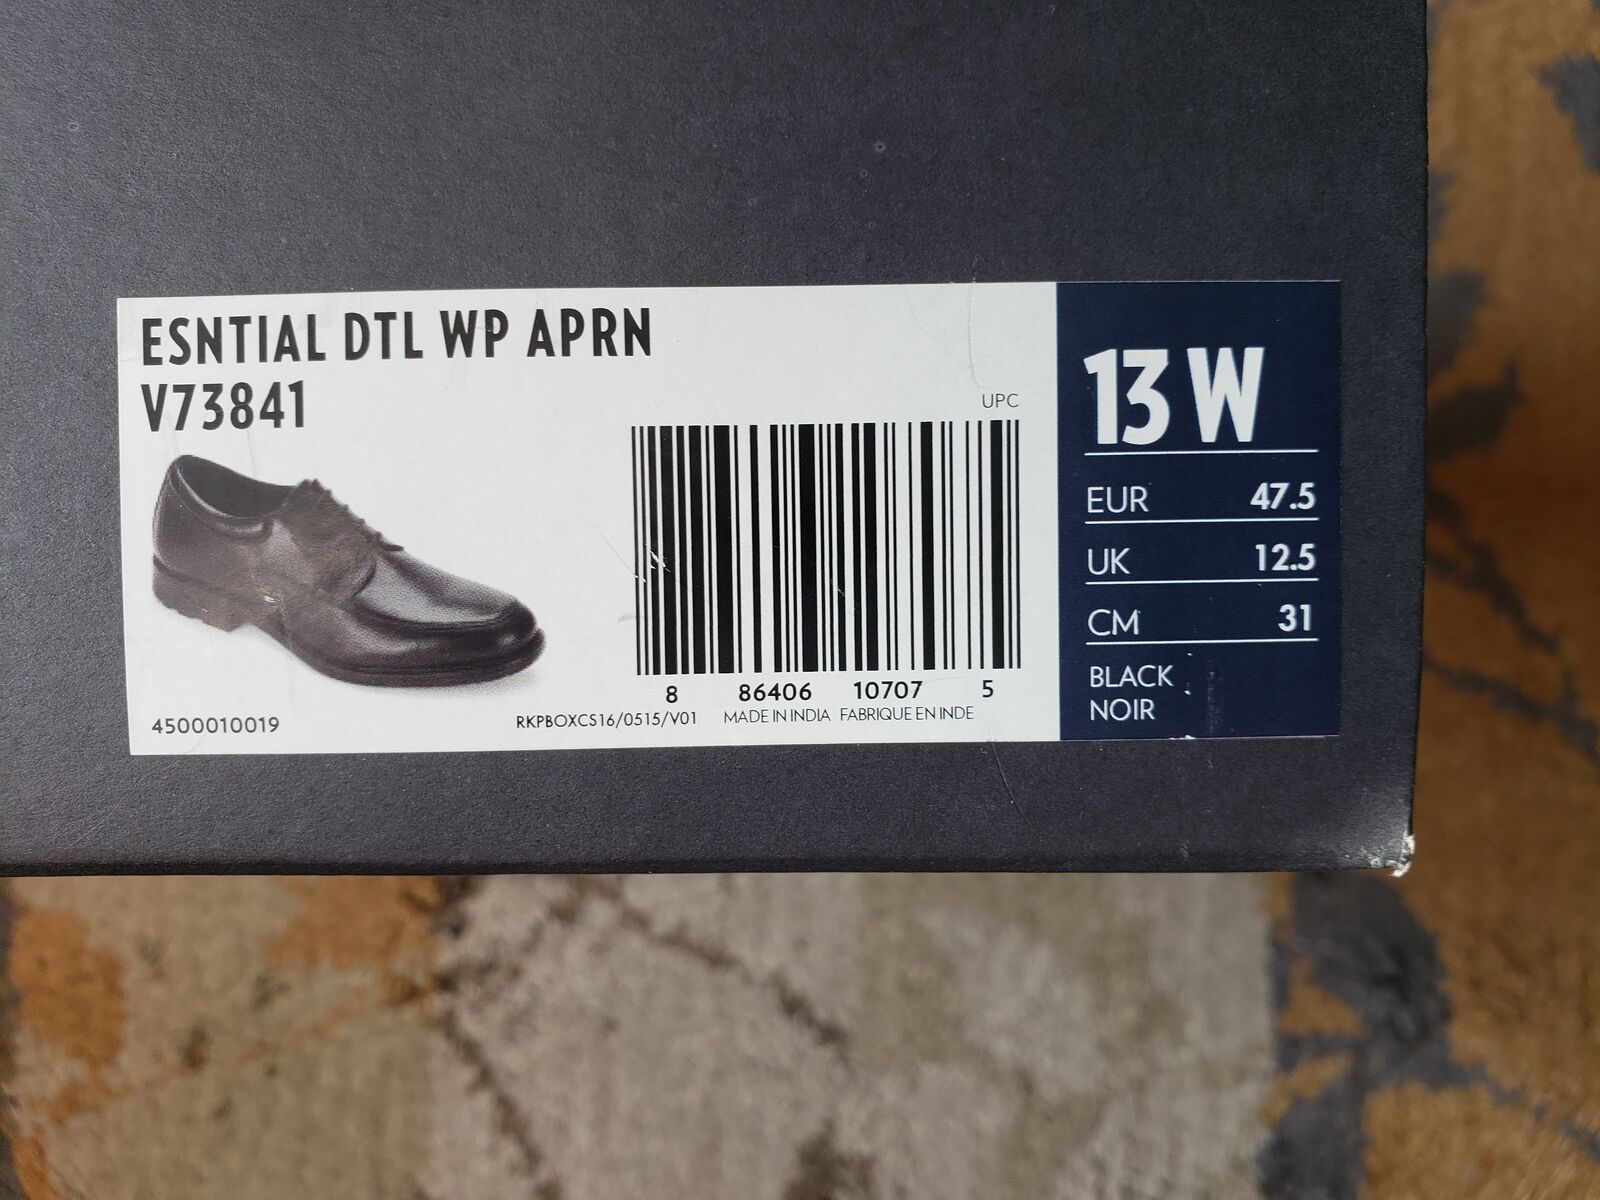 ESNTIAL DTL WP APRN
V73841
UPC
8 86406 10707 5
4500010019
RKPBOXCS16/0515/V01 MADE IN INDIA FABRIQUE EN INDE
13 W
EUR 47.5
UK 12.5
CM 31
BLACK
NOIR